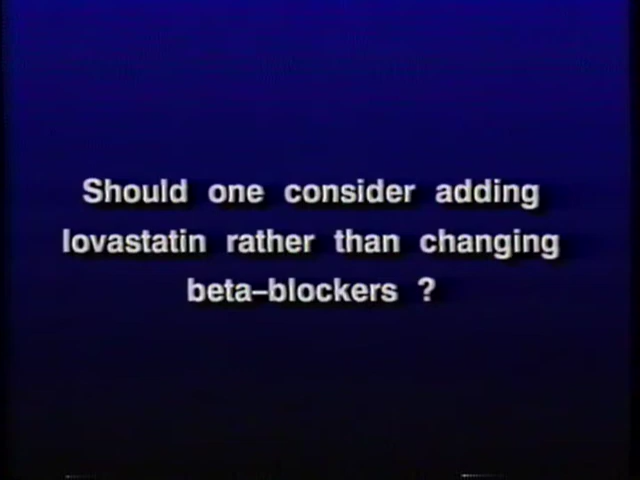 Should one consider adding
lovastatin rather than changing
beta–blockers ?